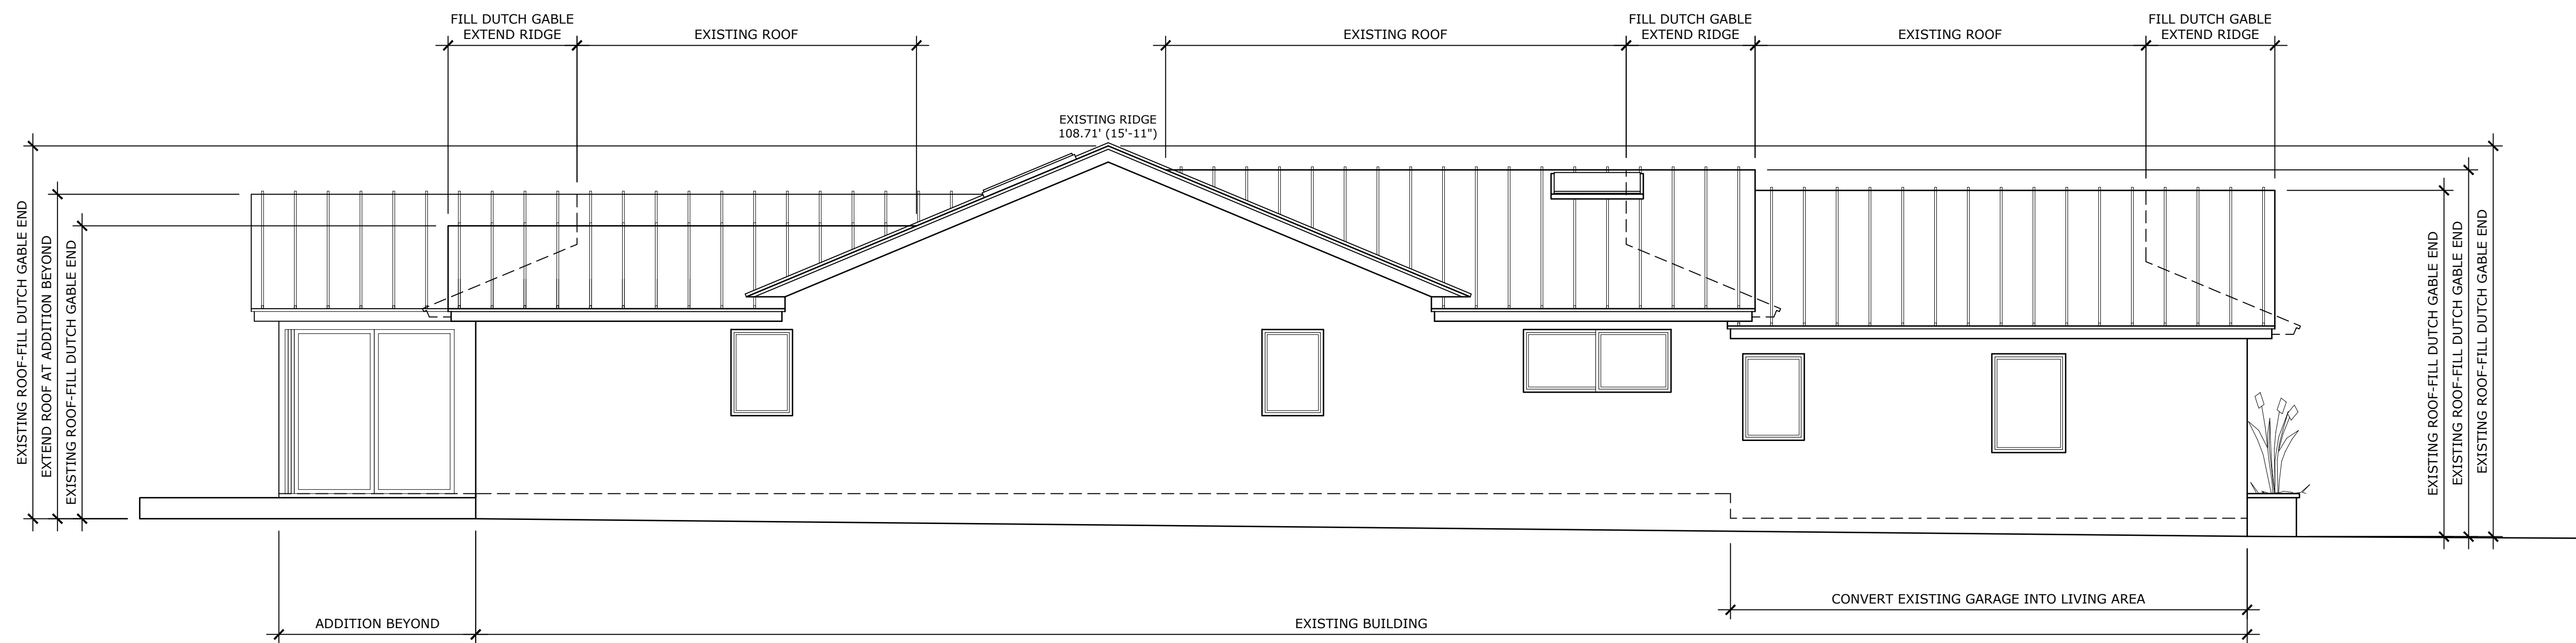 FILL DUTCH GABLE
EXTEND RIDGE
EXISTING ROOF
EXISTING ROOF
FILL DUTCH GABLE
EXTEND RIDGE
EXISTING ROOF
FILL DUTCH GABLE
EXTEND RIDGE
EXISTING RIDGE
108.71' (15'-11")
EXISTING ROOF-FILL DUTCH GABLE END
EXTEND ROOF AT ADDITION BEYOND
EXISTING ROOF-FILL DUTCH GABLE END
EXISTING ROOF-FILL DUTCH GABLE END
EXISTING ROOF-FILL DUTCH GABLE END
EXISTING ROOF-FILL DUTCH GABLE END
CONVERT EXISTING GARAGE INTO LIVING AREA
ADDITION BEYOND
EXISTING BUILDING